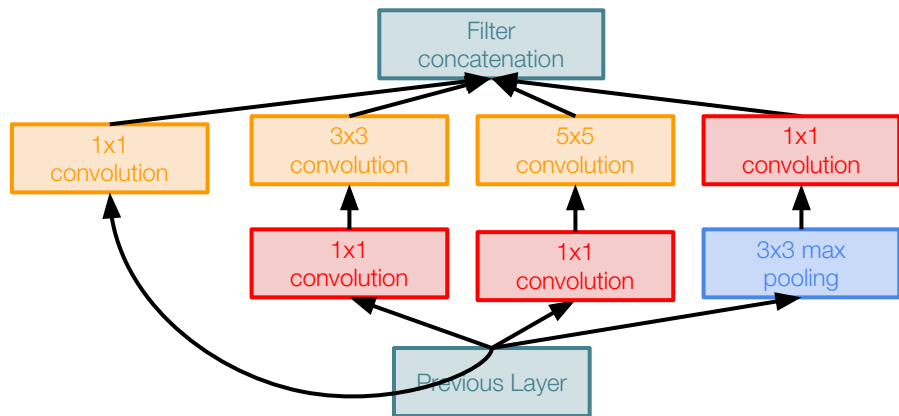 Filter
concatenation
1x1
convolution
3x3
convolution
5x5
convolution
1x1
convolution
1x1
convolution
1x1
convolution
3x3 max
pooling
Previous Layer